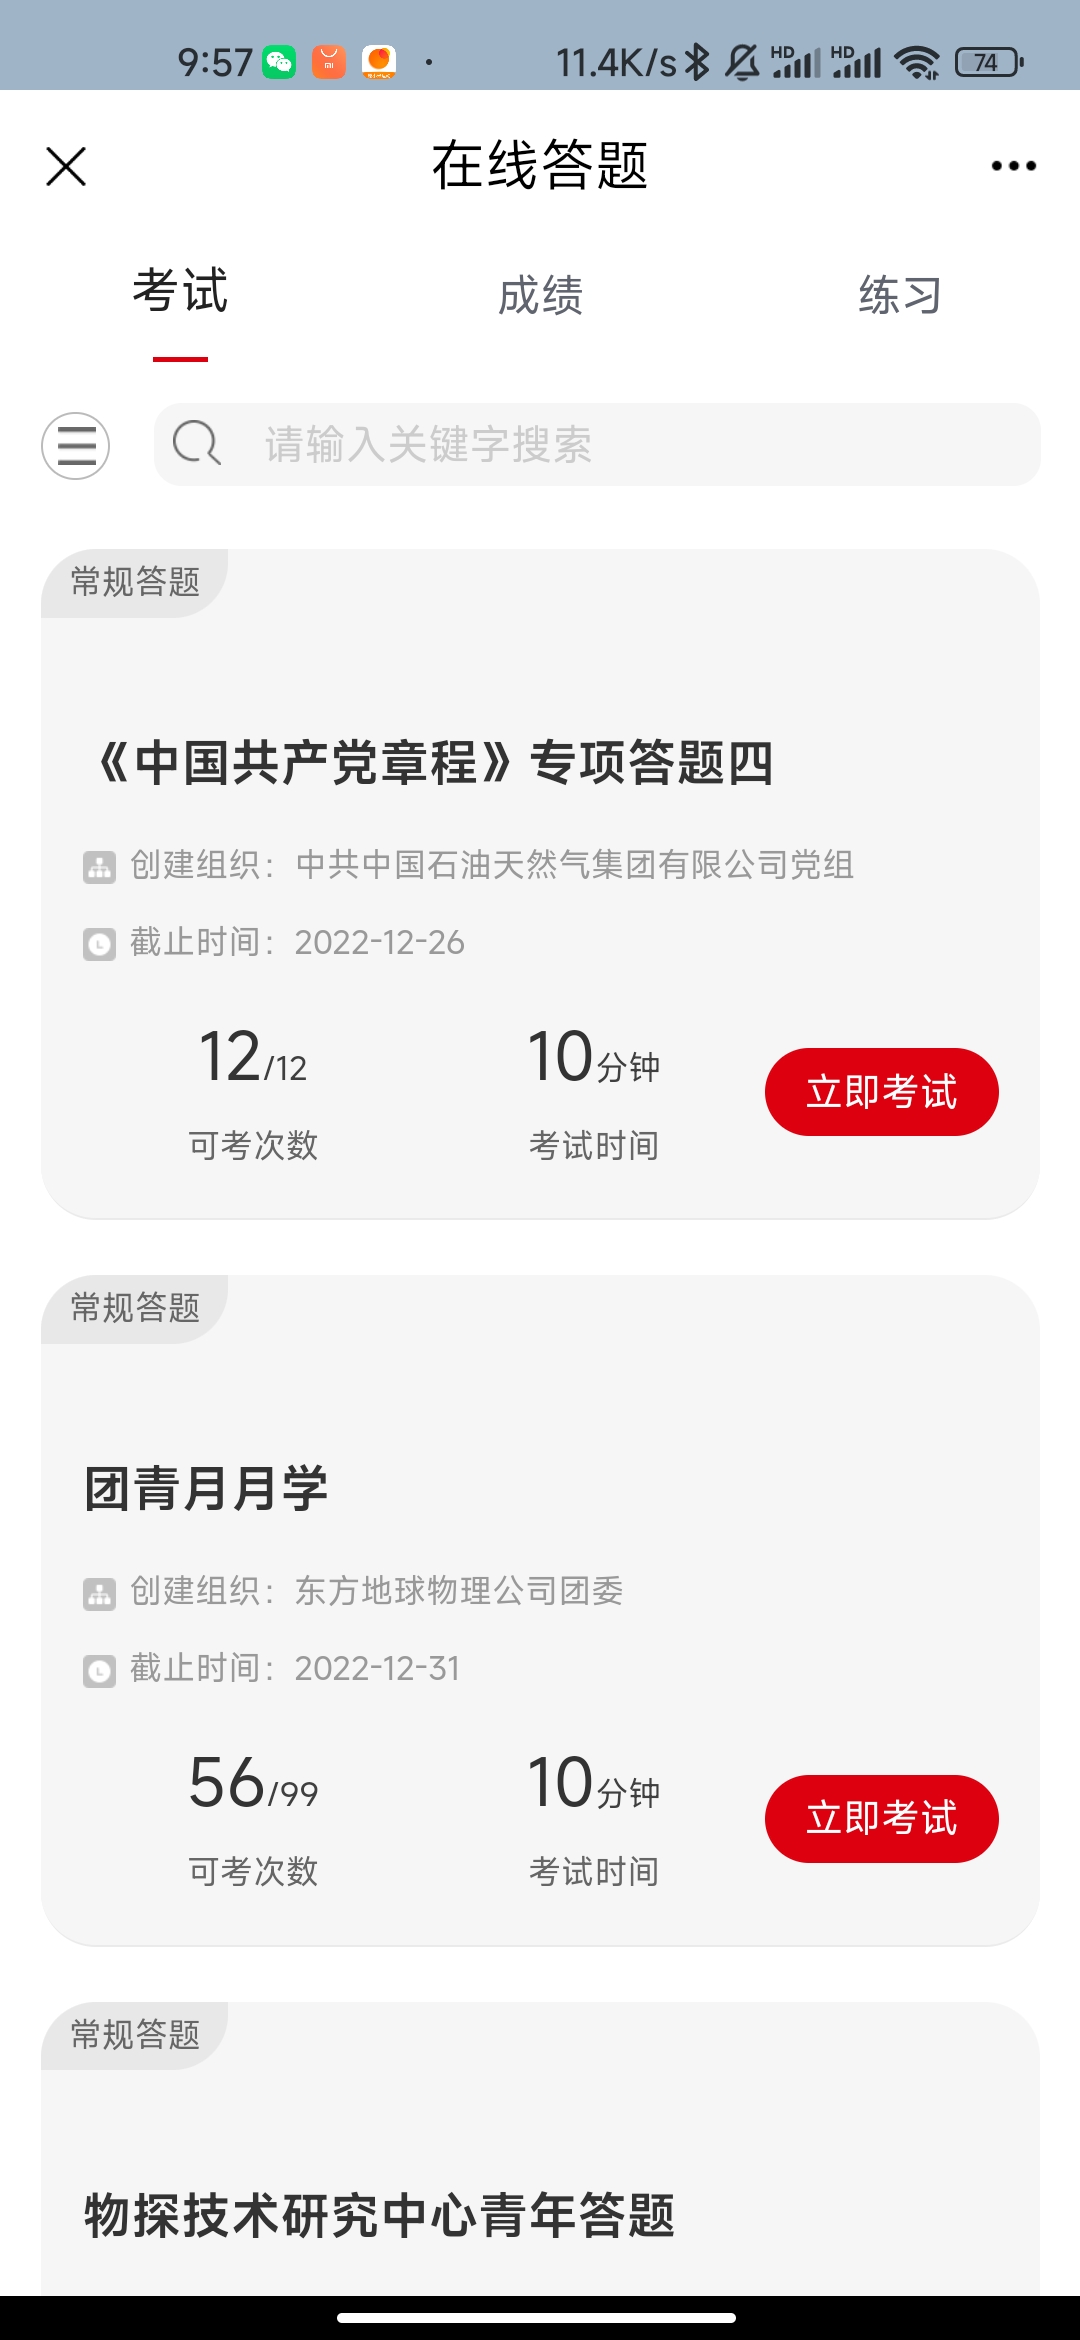 9:57
11.4K/s
HD
HD
74
在线答题
考试
成绩
练习
请输入关键字搜索
常规答题
《中国共产党章程》专项答题四
创建组织：中共中国石油天然气集团有限公司党组
截止时间：2022-12-26
12/12
10分钟
立即考试
可考次数
考试时间
常规答题
团青月月学
创建组织：东方地球物理公司团委
截止时间：2022-12-31
56/99
10分钟
立即考试
可考次数
考试时间
常规答题
物探技术研究中心青年答题